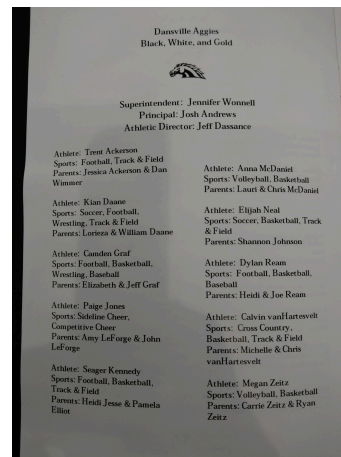 Dansville Aggies
Black, White, and Gold
Superintendent: Jennifer Wonnell
Principal: Josh Andrews
Athletic Director: Jeff Dassance
Athlete: Trent Ackerson
Sports: Football, Track & Field
Parents: Jessica Ackerson & Dan
Wimmer
Athlete: Kian Daane
Sports: Soccer, Football,
Wrestling, Track & Field
Parents: Lorieza & William Daane
Athlete: Camden Graf
Sports: Football, Basketball,
Wrestling, Baseball
Parents: Elizabeth & Jeff Graf
Athlete: Paige Jones
Sports: Sideline Cheer,
Competitive Cheer
Parents: Amy LeForge & John
LeForge
Athlete: Seager Kennedy
Sports: Football, Basketball,
Track & Field
Parents: Heidi Jesse & Pamela
Elliot
Athlete: Anna McDaniel
Sports: Volleyball, Basketball
Parents: Lauri & Chris McDaniel
Athlete: Elijah Neal
Sports: Soccer, Basketball, Track
& Field
Parents: Shannon Johnson
Athlete: Dylan Ream
Sports: Football, Basketball,
Baseball
Parents: Heidi & Joe Ream
Athlete: Calvin vanHartesvelt
Sports: Cross Country,
Basketball, Track & Field
Parents: Michelle & Chris
vanHartesvelt
Athlete: Megan Zeitz
Sports: Volleyball, Basketball
Parents: Carrie Zeitz & Ryan
Zeitz